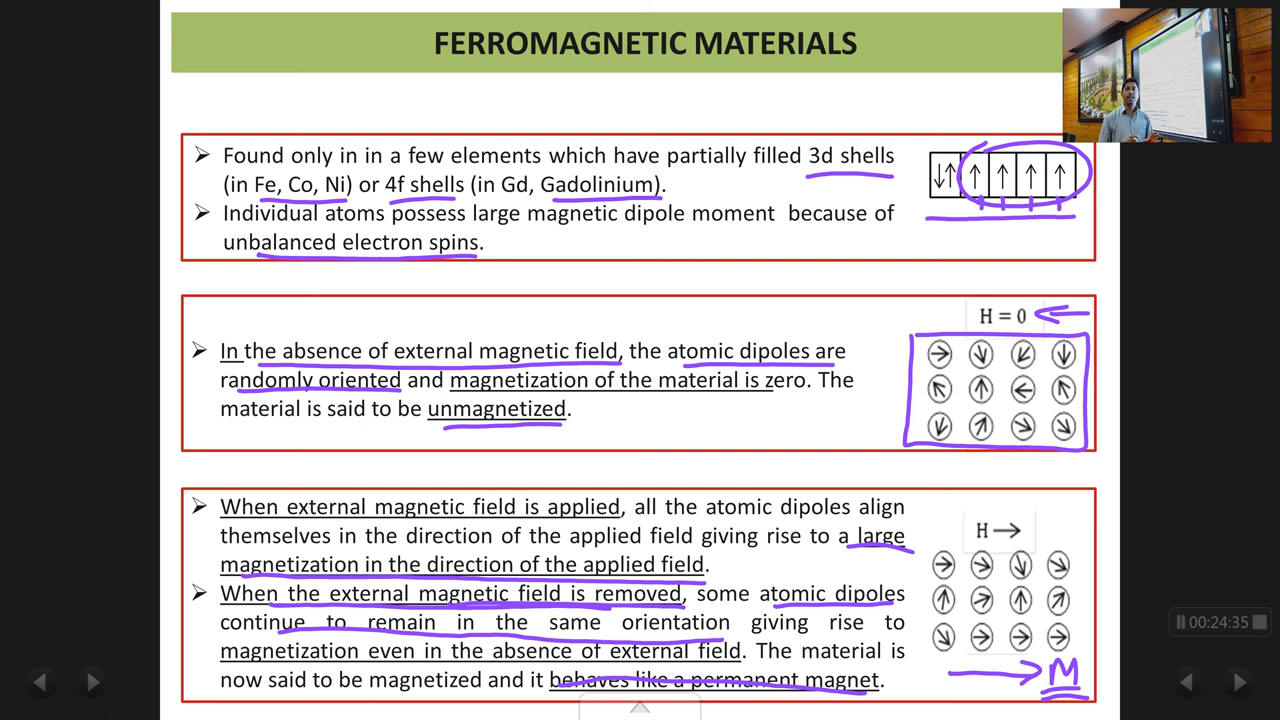 FERROMAGNETIC MATERIALS
➢ Found only in in a few elements which have partially filled 3d shells
(in Fe, Co, Ni) or 4f shells (in Gd, Gadolinium).
➢ Individual atoms possess large magnetic dipole moment because of
unbalanced electron spins.
H = 0
➢ In the absence of external magnetic field, the atomic dipoles are
randomly oriented and magnetization of the material is zero. The
material is said to be unmagnetized.
➢ When external magnetic field is applied, all the atomic dipoles align
themselves in the direction of the applied field giving rise to a large
magnetization in the direction of the applied field.
➢ When the external magnetic field is removed, some atomic dipoles
continue to remain in the same orientation giving rise to
magnetization even in the absence of external field. The material is
now said to be magnetized and it behaves like a permanent magnet.
H →
M
00:24:35